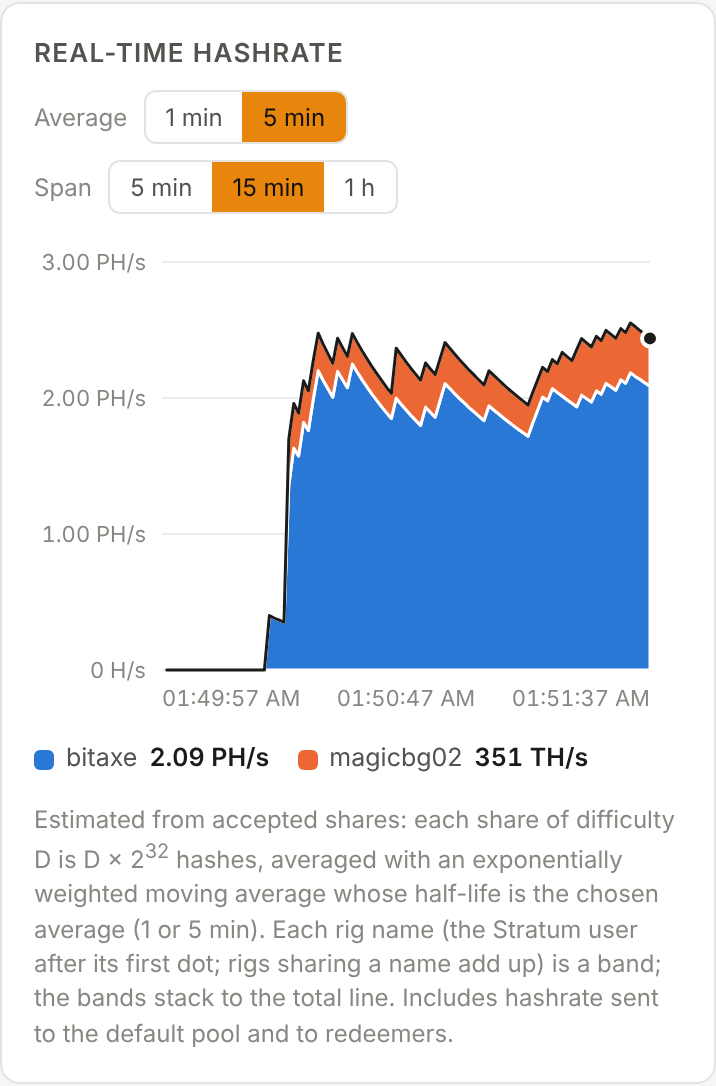 REAL-TIME HASHRATE
Average 1 min 5 min
Span 5 min 15 min 1 h
3.00 PH/s
2.00 PH/s
1.00 PH/s
0 H/s
01:49:57 AM 01:50:47 AM 01:51:37 AM
bitaxe 2.09 PH/s magicbg02 351 TH/s
Estimated from accepted shares: each share of difficulty
D is D × 2³² hashes, averaged with an exponentially
weighted moving average whose half-life is the chosen
average (1 or 5 min). Each rig name (the Stratum user
after its first dot; rigs sharing a name add up) is a band;
the bands stack to the total line. Includes hashrate sent
to the default pool and to redeemers.